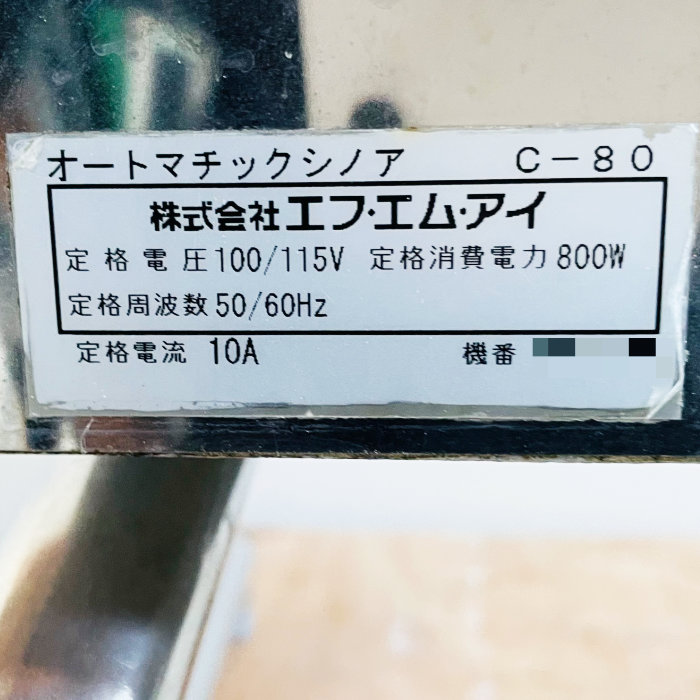 オートマチックシノア C-80
株式会社エフ・エム・アイ
定格電圧100/115V 定格消費電力800W
定格周波数50/60Hz
定格電流 10A 機番